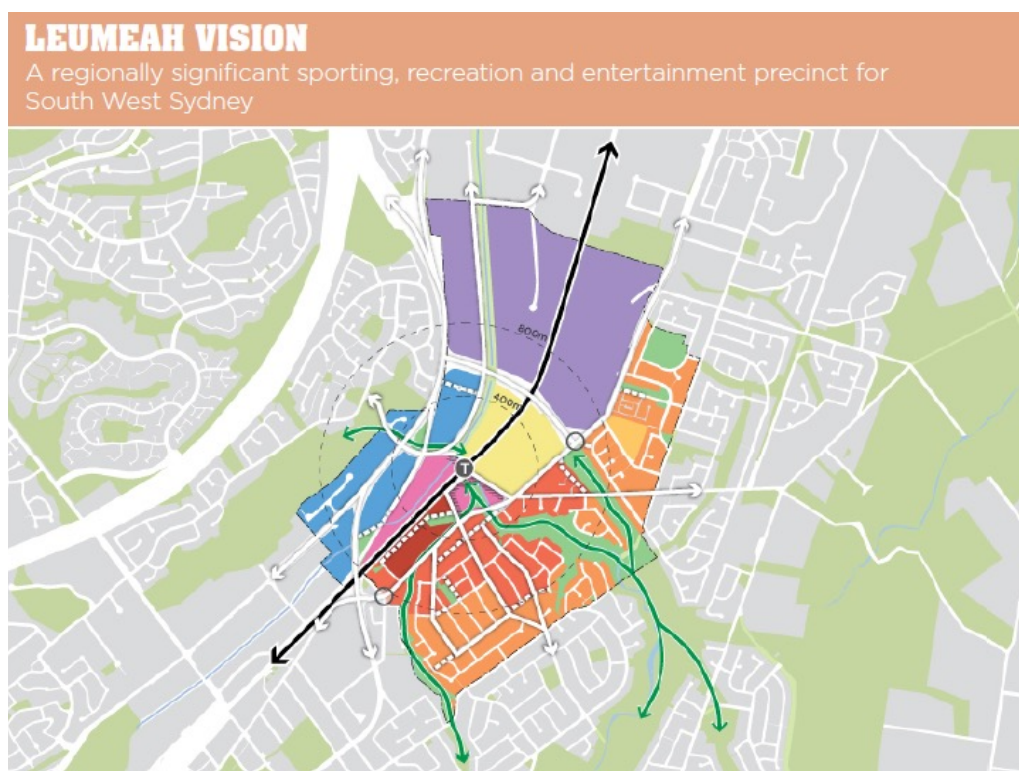 LEUMEAH VISION
A regionally significant sporting, recreation and entertainment precinct for
South West Sydney
800m
400m
T